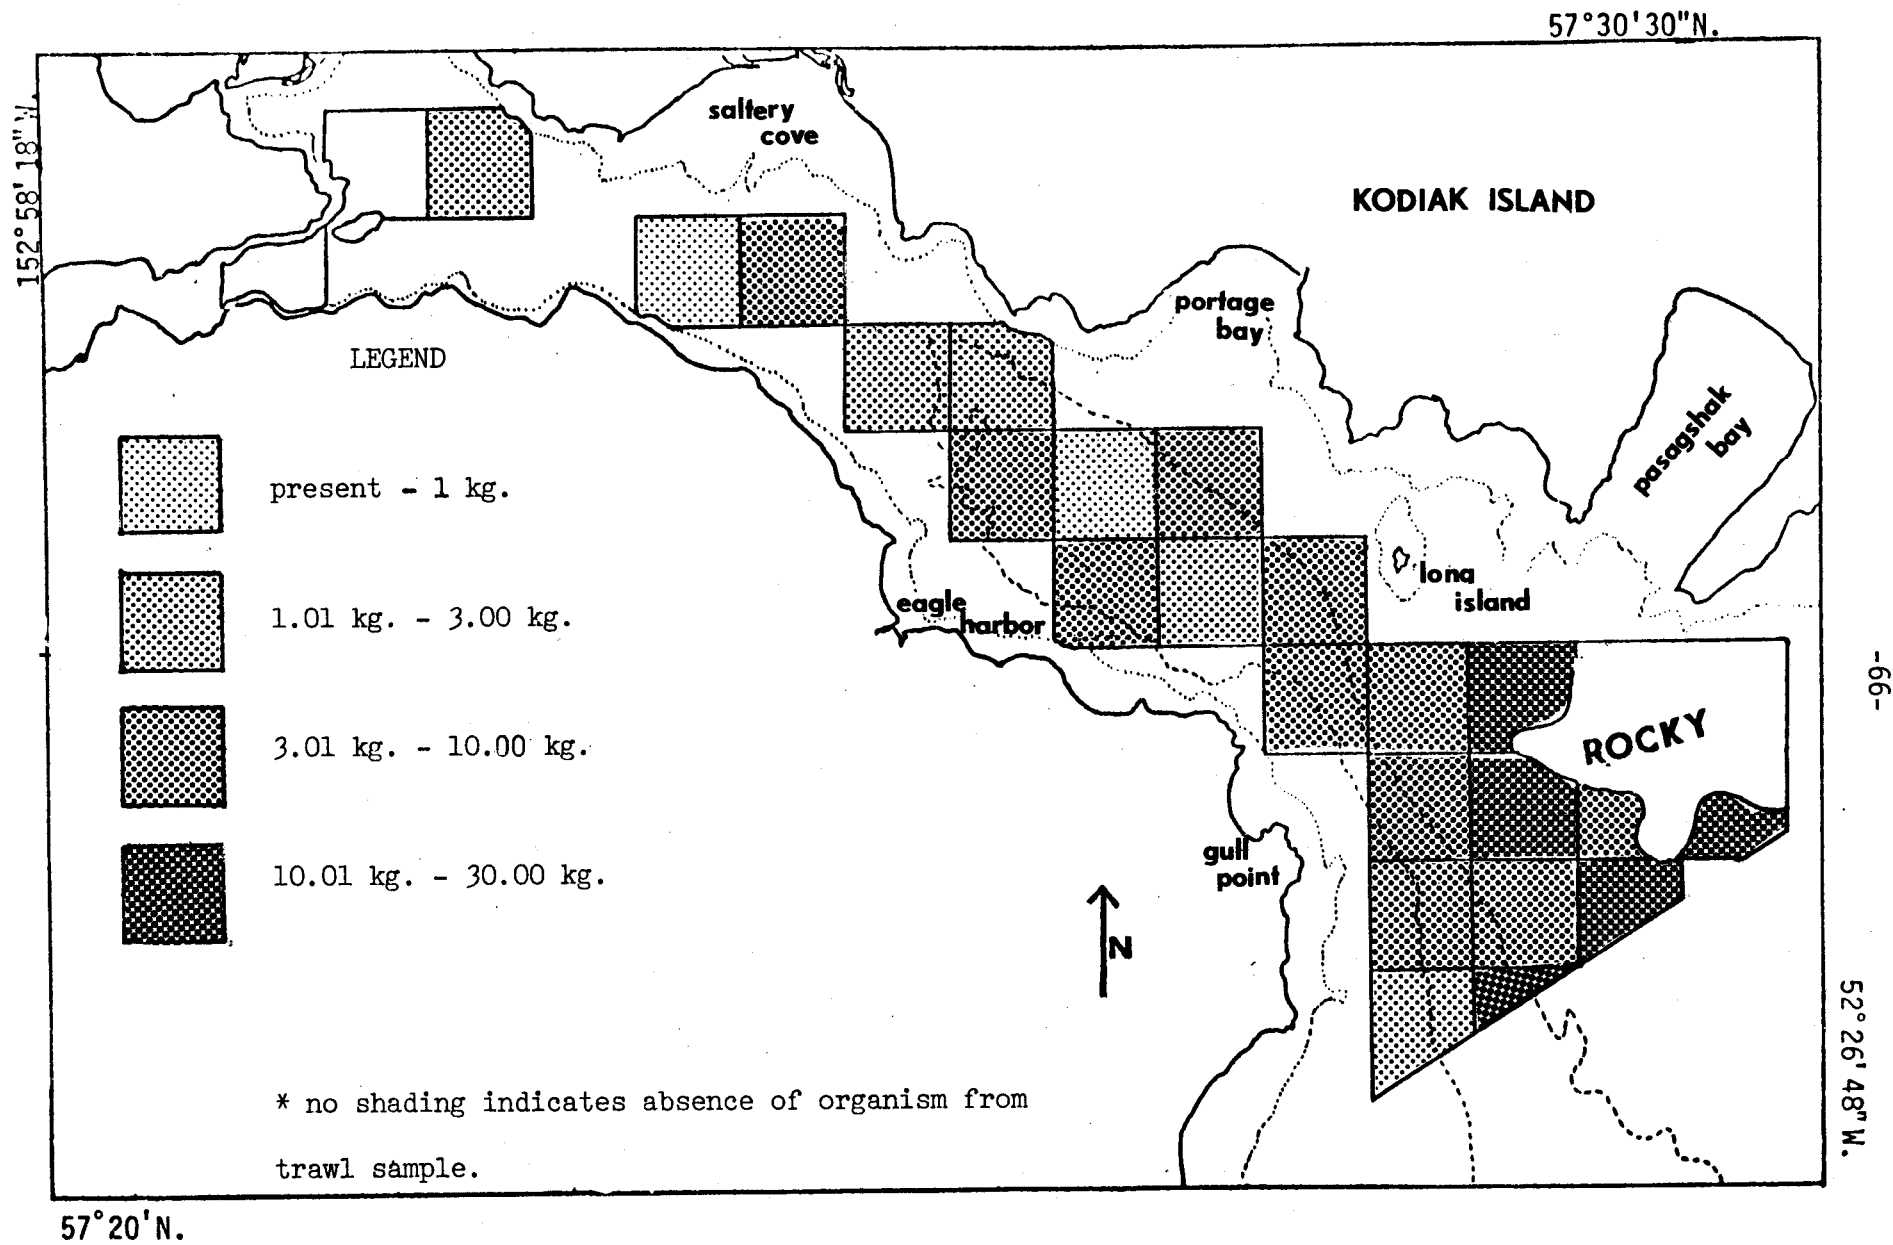 57°30'30"N.
152°58'18"W.
saltery
cove
KODIAK ISLAND
portage
bay
pasagshak
bay
LEGEND
present - 1 kg.
1.01 kg. - 3.00 kg.
3.01 kg. - 10.00 kg.
10.01 kg. - 30.00 kg.
long
island
eagle
harbor
ROCKY
gull
point
N
-66-
52°26'48"W.
* no shading indicates absence of organism from
trawl sample.
57°20'N.